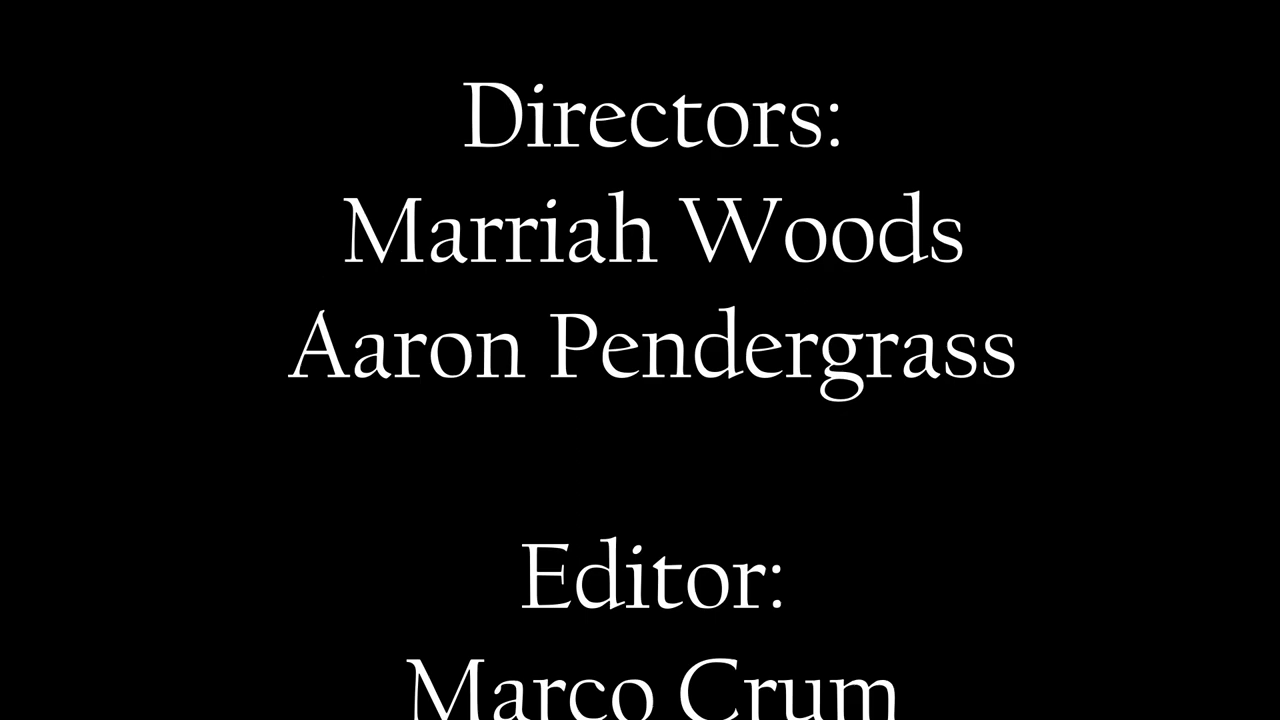 Directors:
Marriah Woods
Aaron Pendergrass
Editor:
Marco Crum